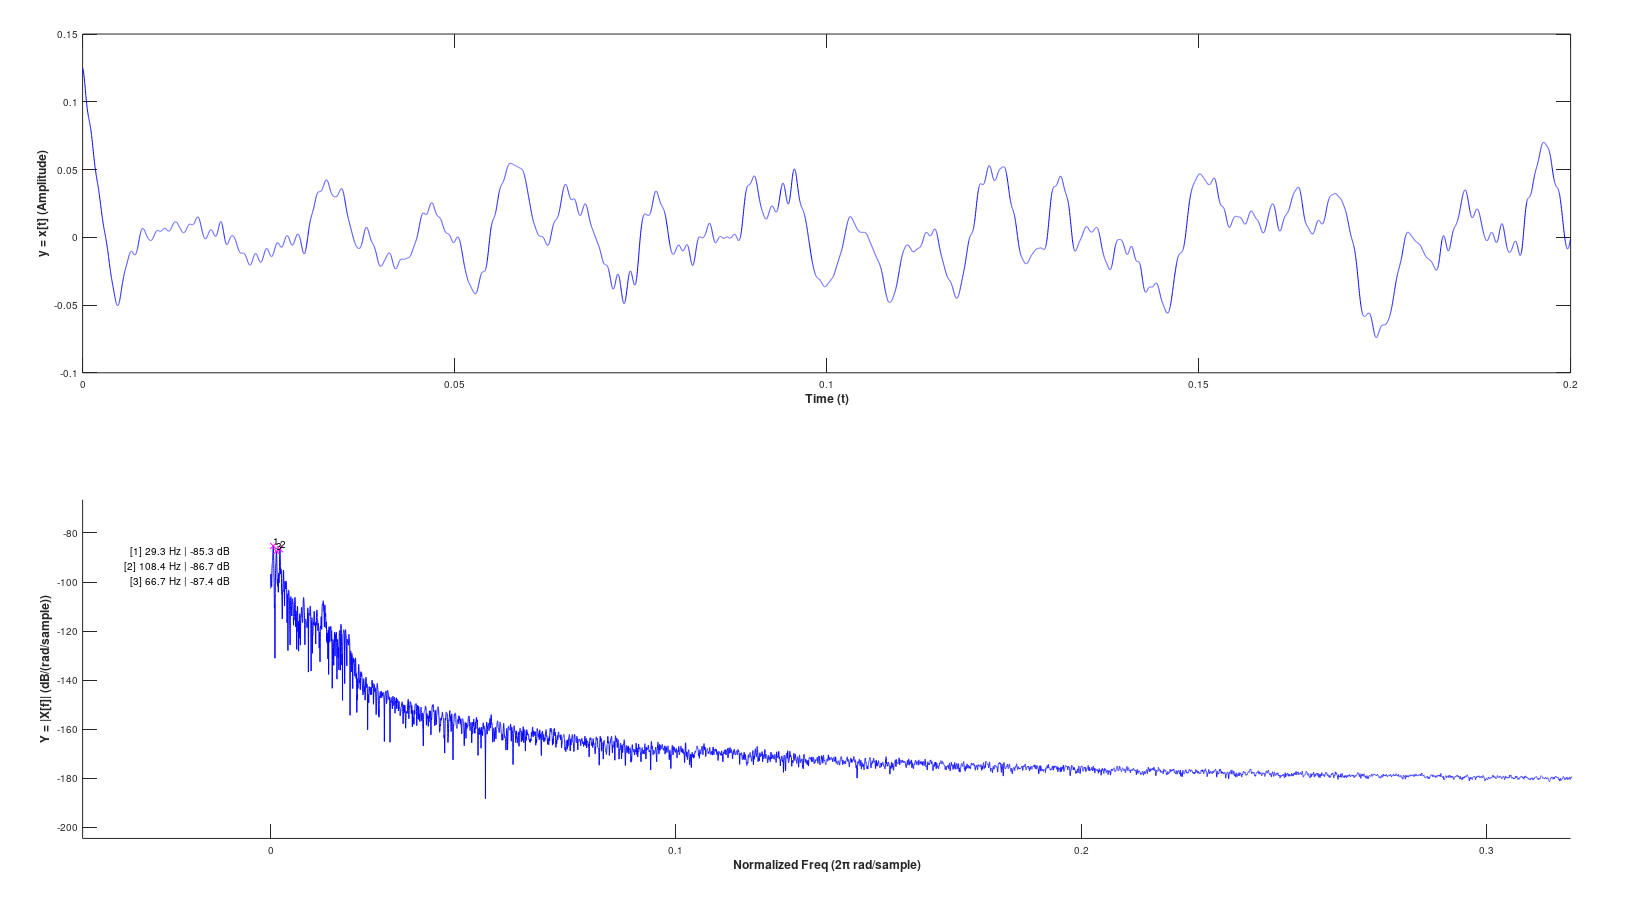 0.15
0.1
0.05
0
-0.05
-0.1
y = x[t] (Amplitude)
0 0.05 0.1 0.15 0.2
Time (t)
-80
-100
-120
-140
-160
-180
-200
Y = |X[f]| (dB/(rad/sample))
[1] 29.3 Hz | -85.3 dB
[2] 108.4 Hz | -86.7 dB
[3] 66.7 Hz | -87.4 dB
1
2
0 0.1 0.2 0.3
Normalized Freq (2π rad/sample)